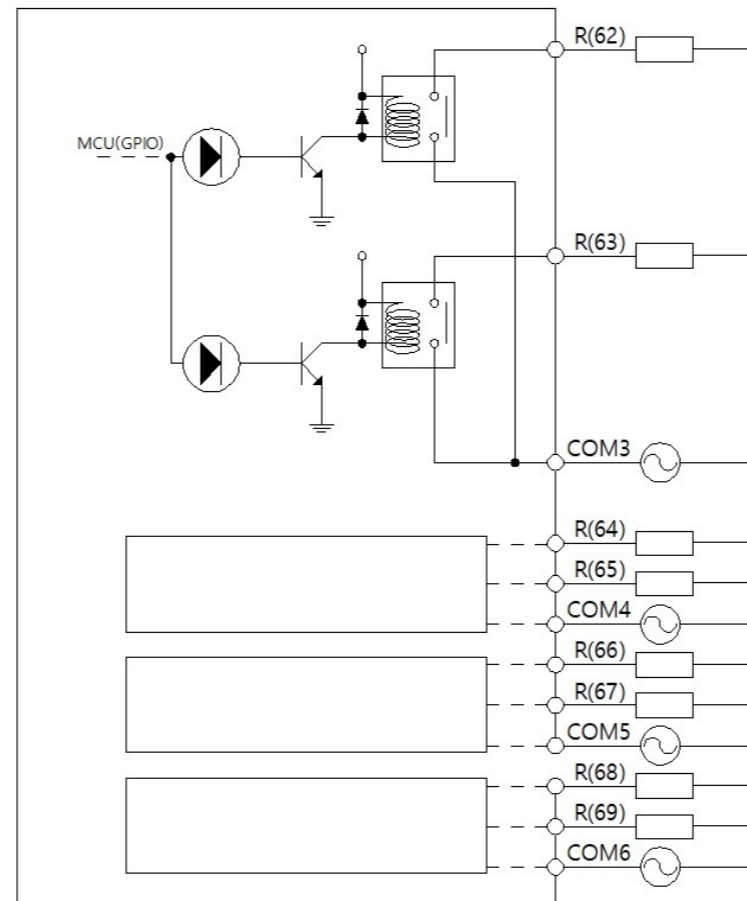 R(62)
MCU(GPIO)
R(63)
COM3
R(64)
R(65)
COM4
R(66)
R(67)
COM5
R(68)
R(69)
COM6